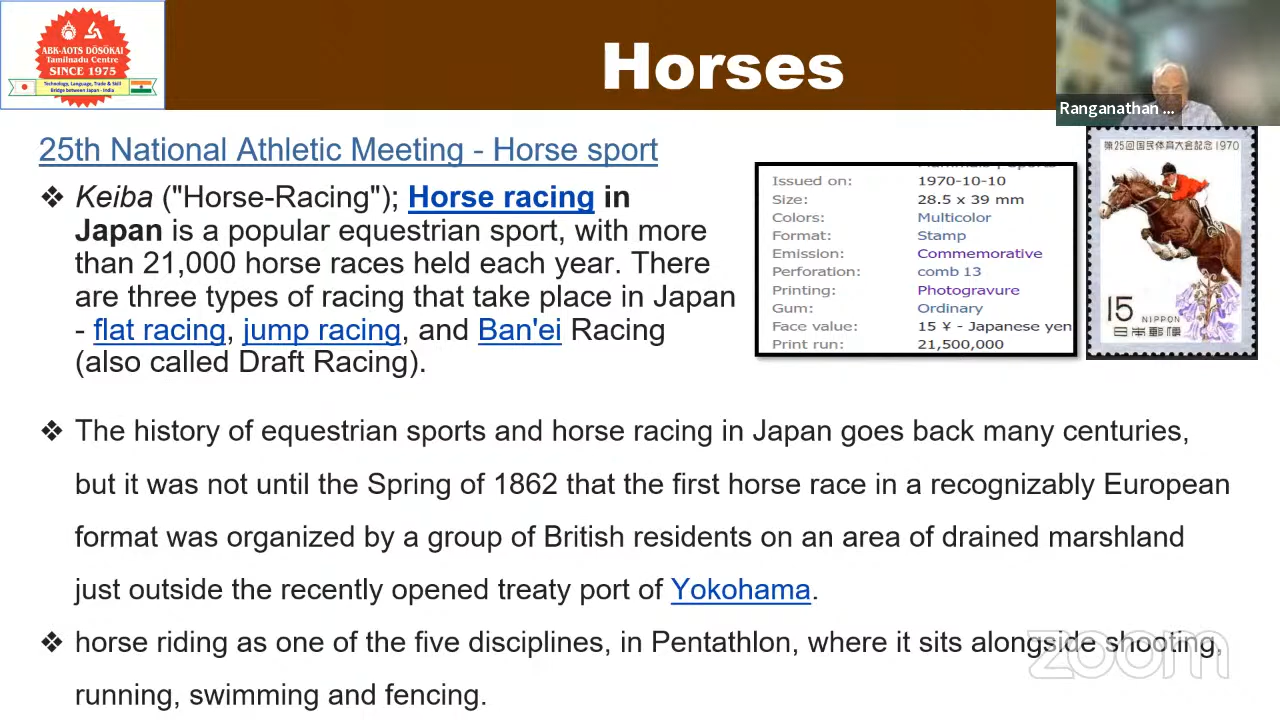 ABK-AOTS DŌSŌKAI
Tamilnadu Centre
SINCE 1975
Technology, Language, Trade & Skill
Bridge between Japan - India
Horses
Ranganathan ...
25th National Athletic Meeting - Horse sport
❖ Keiba ("Horse-Racing"); Horse racing in
Japan is a popular equestrian sport, with more
than 21,000 horse races held each year. There
are three types of racing that take place in Japan
- flat racing, jump racing, and Ban'ei Racing
(also called Draft Racing).
Issued on: 1970-10-10
Size: 28.5 x 39 mm
Colors: Multicolor
Format: Stamp
Emission: Commemorative
Perforation: comb 13
Printing: Photogravure
Gum: Ordinary
Face value: 15 ¥ - Japanese yen
Print run: 21,500,000
第25回国民体育大会記念 1970
15 NIPPON
日本郵便
❖ The history of equestrian sports and horse racing in Japan goes back many centuries,
but it was not until the Spring of 1862 that the first horse race in a recognizably European
format was organized by a group of British residents on an area of drained marshland
just outside the recently opened treaty port of Yokohama.
❖ horse riding as one of the five disciplines, in Pentathlon, where it sits alongside shooting,
running, swimming and fencing.
zoom